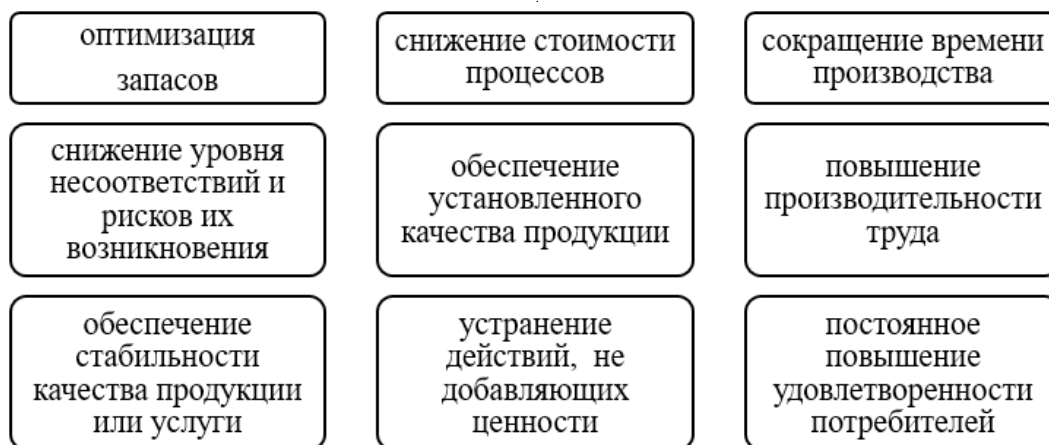 оптимизация
запасов
снижение стоимости
процессов
сокращение времени
производства
снижение уровня
несоответствий и
рисков их
возникновения
обеспечение
установленного
качества продукции
повышение
производительности
труда
обеспечение
стабильности
качества продукции
или услуги
устранение
действий, не
добавляющих
ценности
постоянное
повышение
удовлетворенности
потребителей